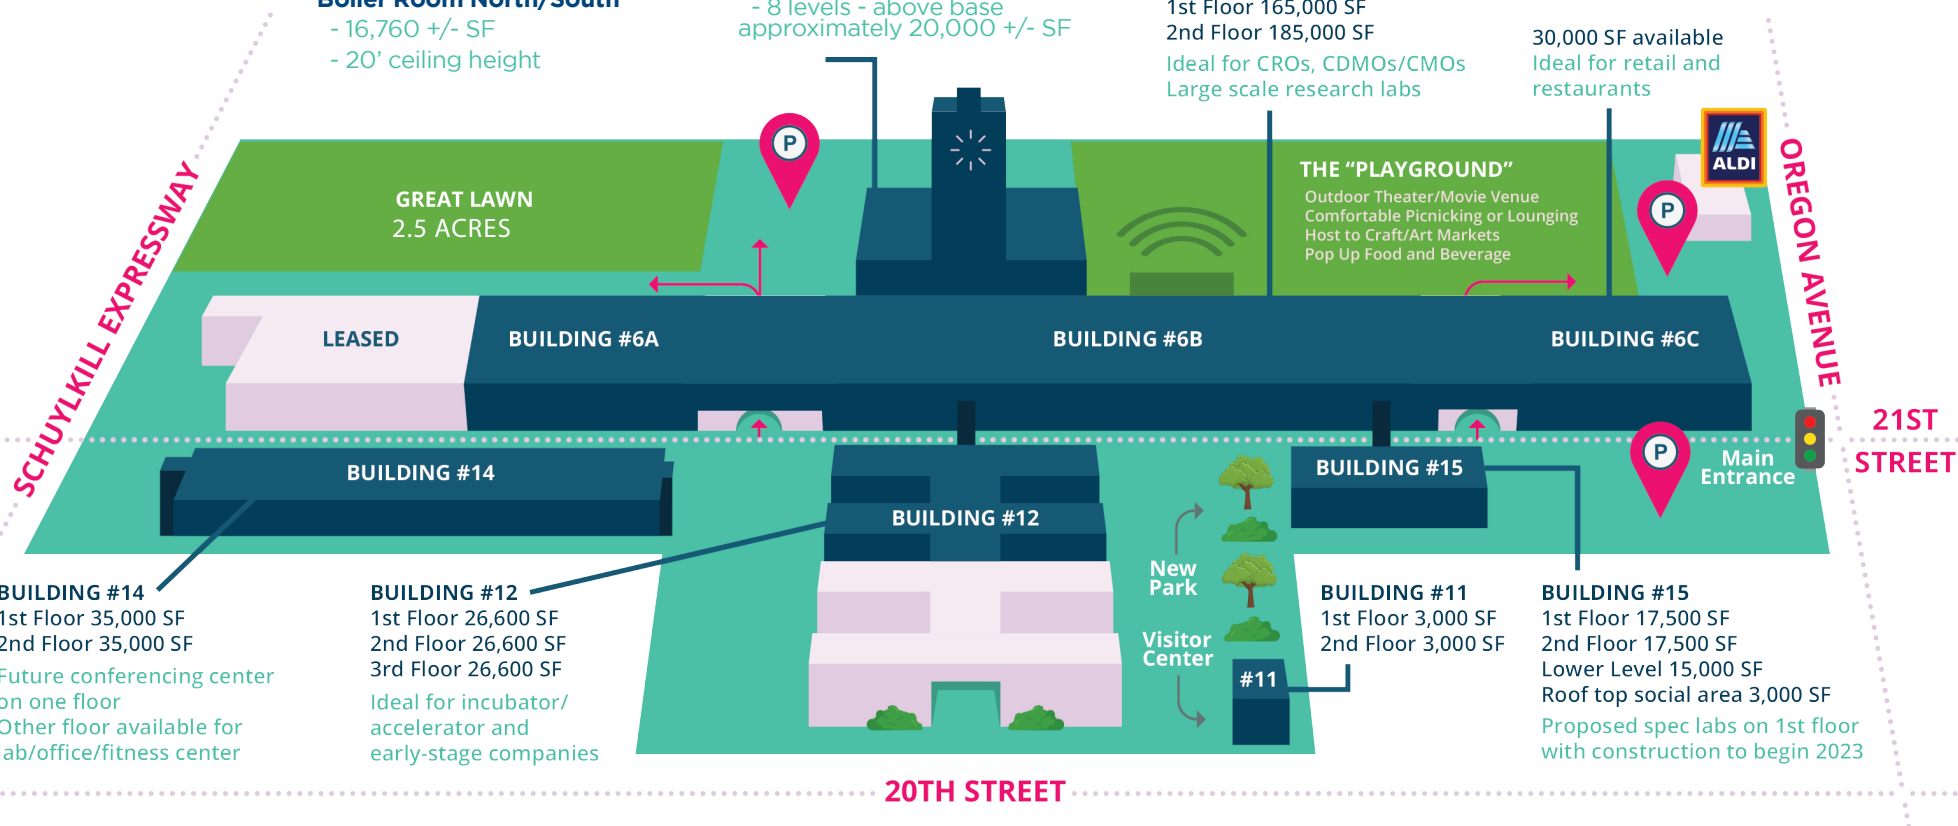 Boiler Room North/South
- 16,760 +/- SF
- 20’ ceiling height
- 8 levels - above base
approximately 20,000 +/- SF
1st Floor 165,000 SF
2nd Floor 185,000 SF
Ideal for CROs, CDMOs/CMOs
Large scale research labs
30,000 SF available
Ideal for retail and
restaurants
P
ALDI
P
GREAT LAWN
2.5 ACRES
THE “PLAYGROUND”
Outdoor Theater/Movie Venue
Comfortable Picnicking or Lounging
Host to Craft/Art Markets
Pop Up Food and Beverage
SCHUYLKILL EXPRESSWAY
OREGON AVENUE
LEASED
BUILDING #6A
BUILDING #6B
BUILDING #6C
21ST
STREET
P
Main
Entrance
BUILDING #14
BUILDING #12
BUILDING #15
New
Park
Visitor
Center
#11
BUILDING #14
1st Floor 35,000 SF
2nd Floor 35,000 SF
Future conferencing center
on one floor
Other floor available for
lab/office/fitness center
BUILDING #12
1st Floor 26,600 SF
2nd Floor 26,600 SF
3rd Floor 26,600 SF
Ideal for incubator/
accelerator and
early-stage companies
BUILDING #11
1st Floor 3,000 SF
2nd Floor 3,000 SF
BUILDING #15
1st Floor 17,500 SF
2nd Floor 17,500 SF
Lower Level 15,000 SF
Roof top social area 3,000 SF
Proposed spec labs on 1st floor
with construction to begin 2023
20TH STREET